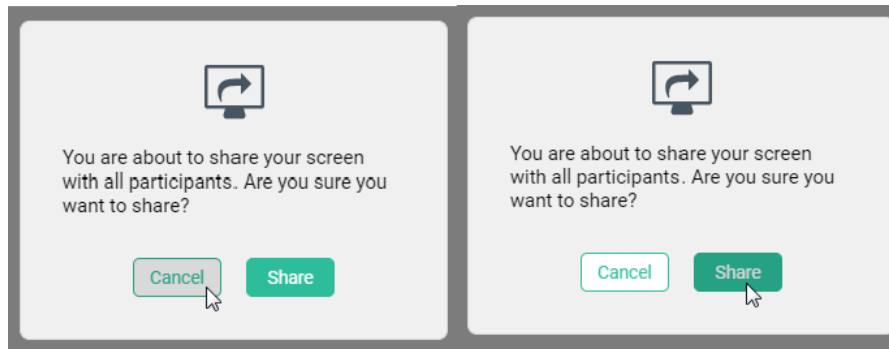 You are about to share your screen
with all participants. Are you sure you
want to share?
Cancel Share
You are about to share your screen
with all participants. Are you sure you
want to share?
Cancel Share